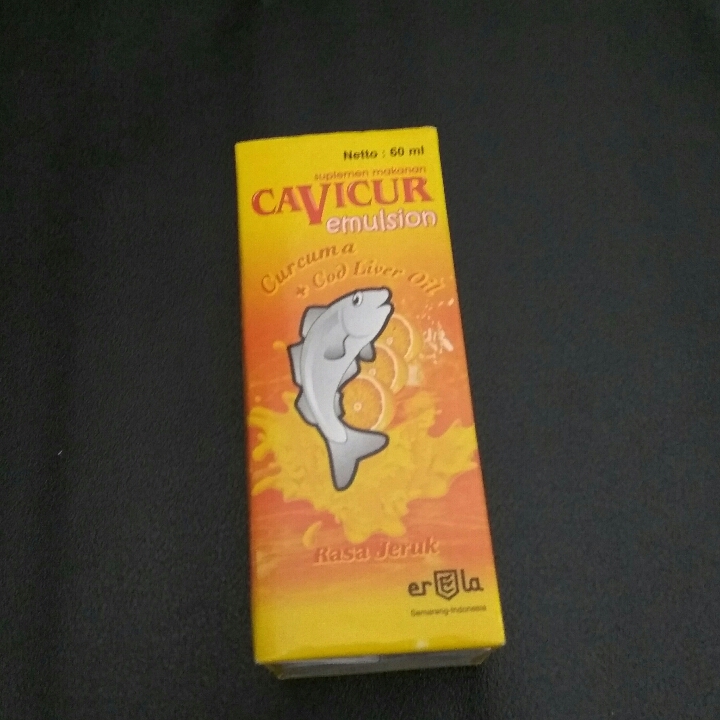 Netto : 60 ml
suplemen makanan
CAVICUR
emulsion
Curcuma
+ Cod Liver Oil
Rasa Jeruk
erela
Semarang-Indonesia